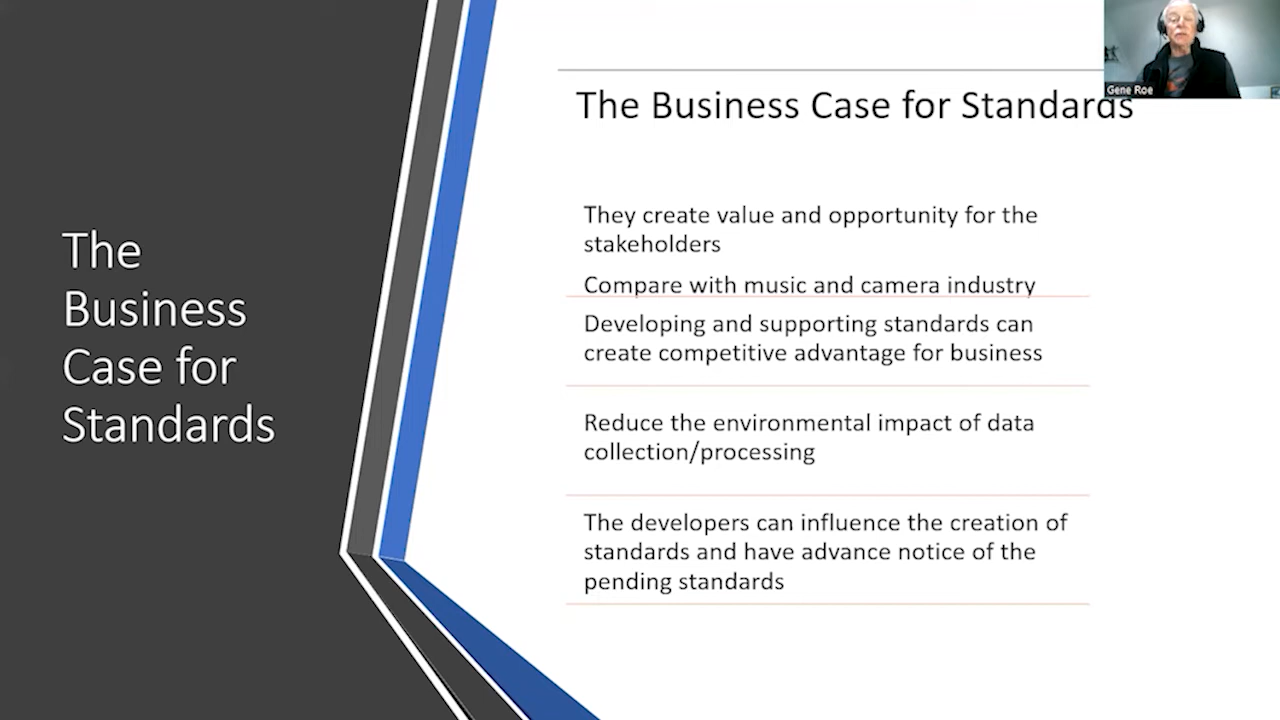 The
Business
Case for
Standards
The Business Case for Standards
They create value and opportunity for the
stakeholders
Compare with music and camera industry
Developing and supporting standards can
create competitive advantage for business
Reduce the environmental impact of data
collection/processing
The developers can influence the creation of
standards and have advance notice of the
pending standards
Gene Roe